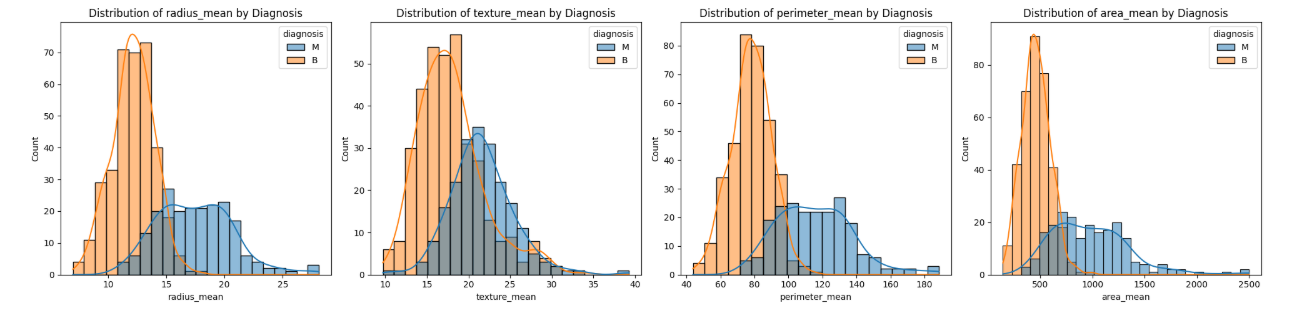 Distribution of radius_mean by Diagnosis
diagnosis
M
B
Count
0
10
20
30
40
50
60
70
10
15
20
25
radius_mean
Distribution of texture_mean by Diagnosis
diagnosis
M
B
Count
0
10
20
30
40
50
10
15
20
25
30
35
40
texture_mean
Distribution of perimeter_mean by Diagnosis
diagnosis
M
B
Count
0
10
20
30
40
50
60
70
80
40
60
80
100
120
140
160
180
perimeter_mean
Distribution of area_mean by Diagnosis
diagnosis
M
B
Count
0
20
40
60
80
500
1000
1500
2000
2500
area_mean